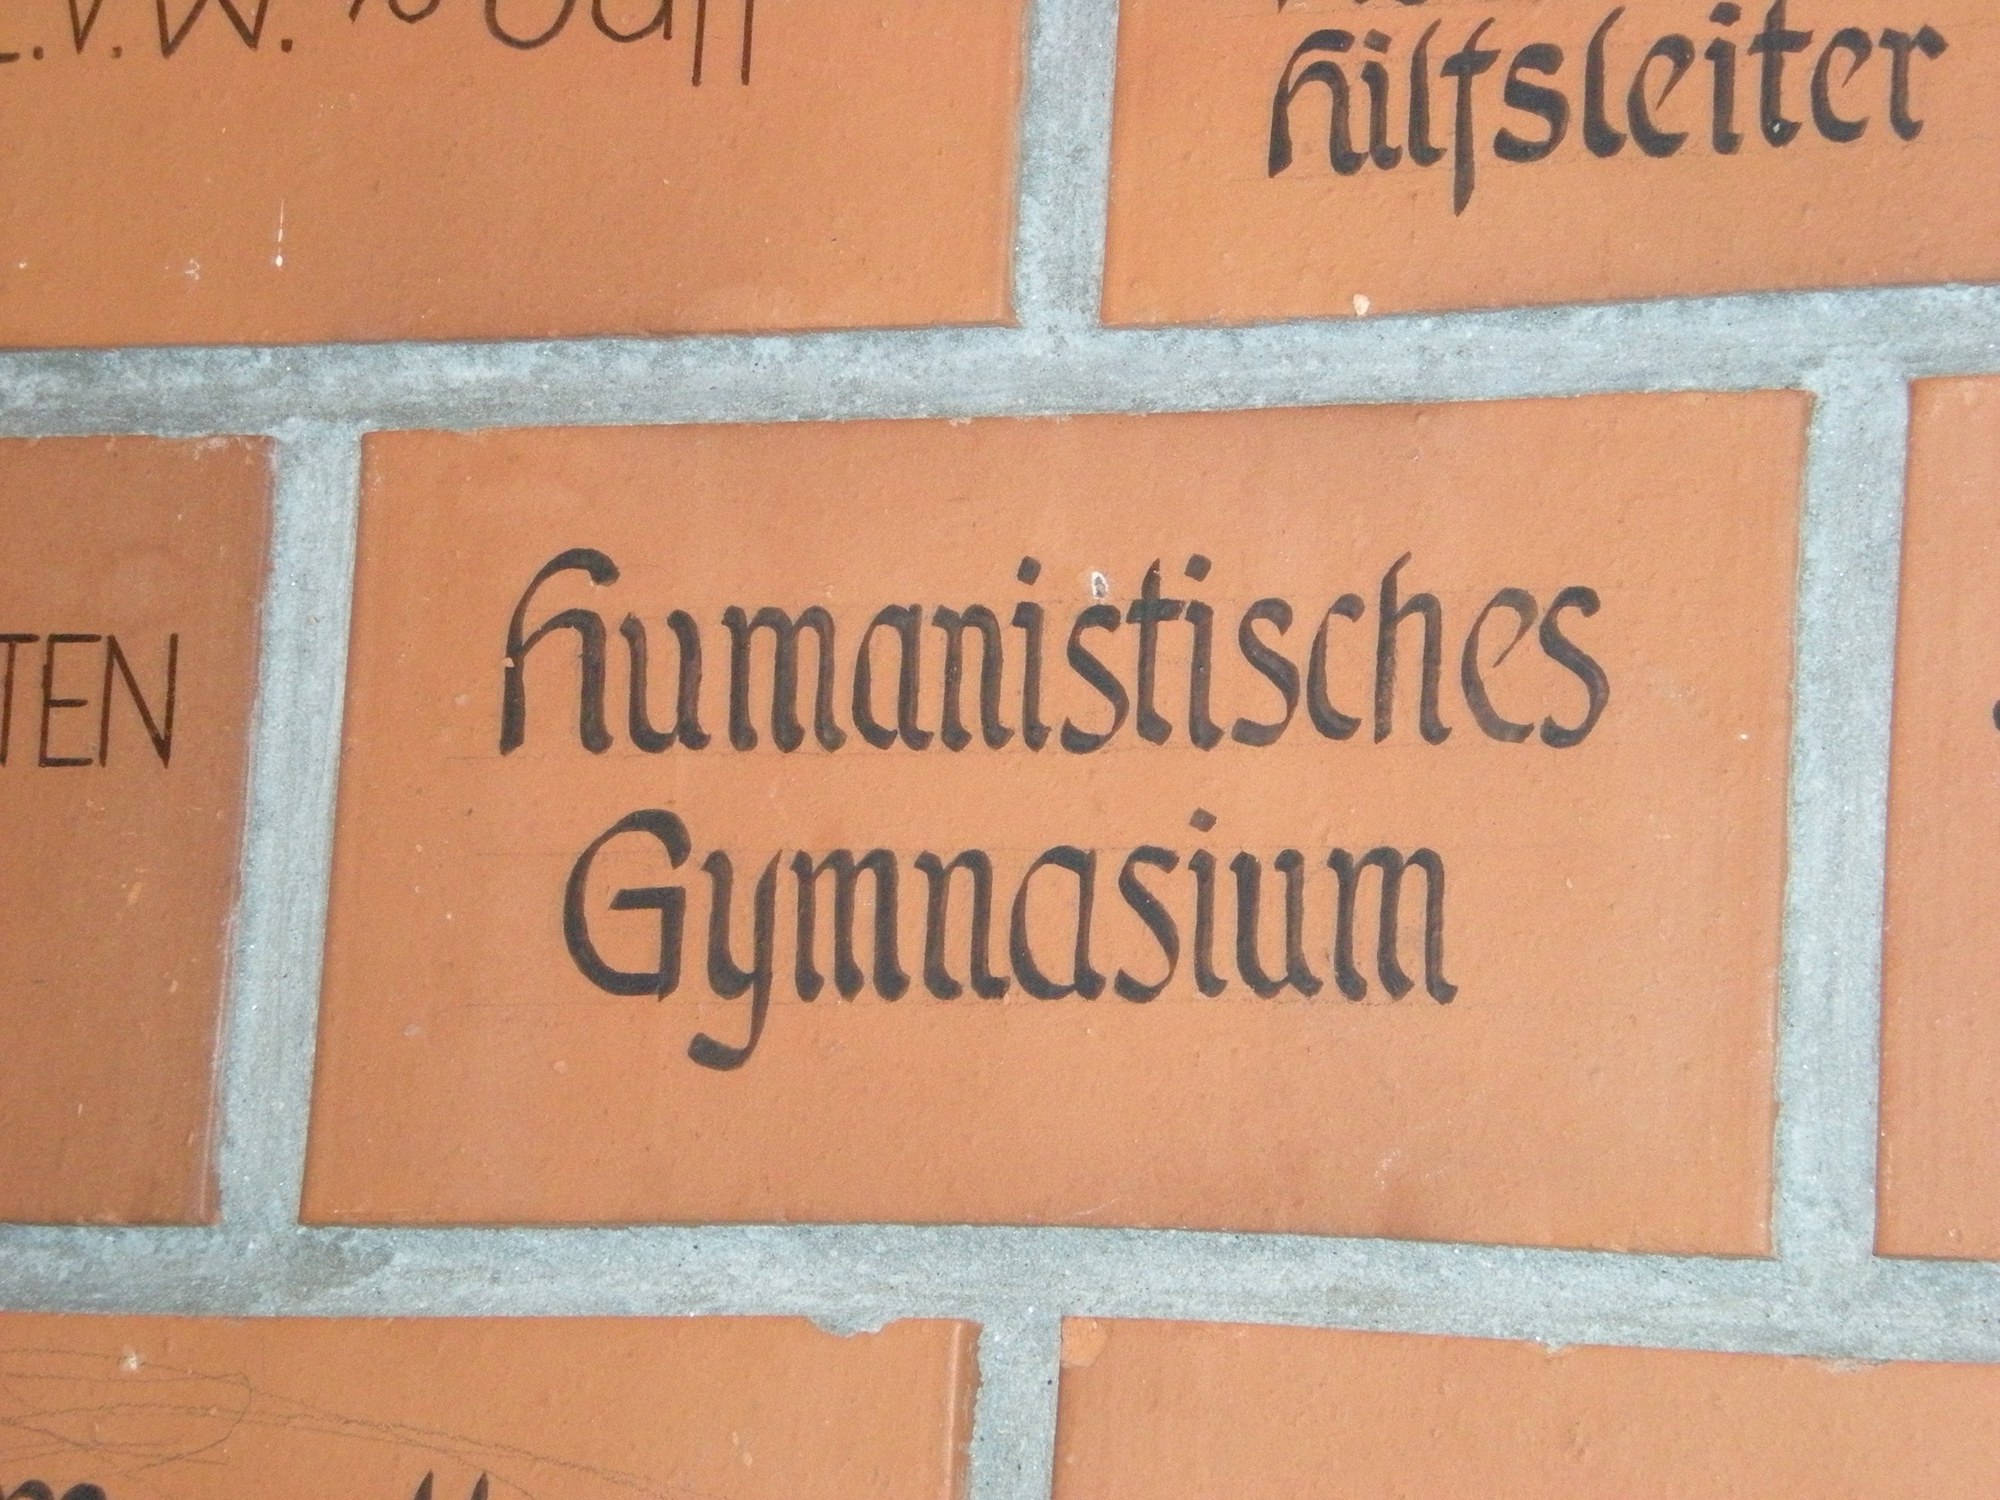 Hilfsleiter
TEN
Humanistisches
Gymnasium